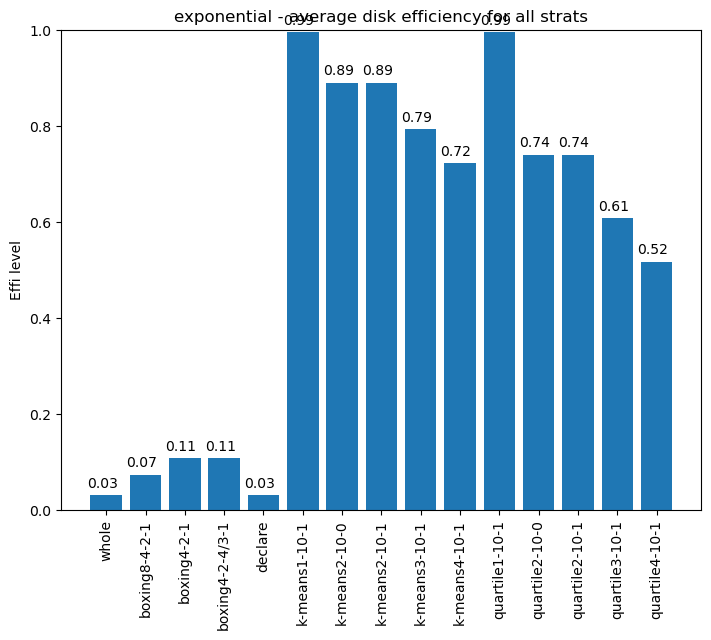 exponential - average disk efficiency for all strats
0.99
0.99
1.0
0.89
0.89
0.79
0.8
0.72
0.74
0.74
0.61
0.6
0.52
Effi level
0.4
0.2
0.11
0.11
0.07
0.03
0.03
0.0
whole
boxing8-4-2-1
boxing4-2-1
boxing4-2-4/3-1
declare
k-means1-10-1
k-means2-10-0
k-means2-10-1
k-means3-10-1
k-means4-10-1
quartile1-10-1
quartile2-10-0
quartile2-10-1
quartile3-10-1
quartile4-10-1